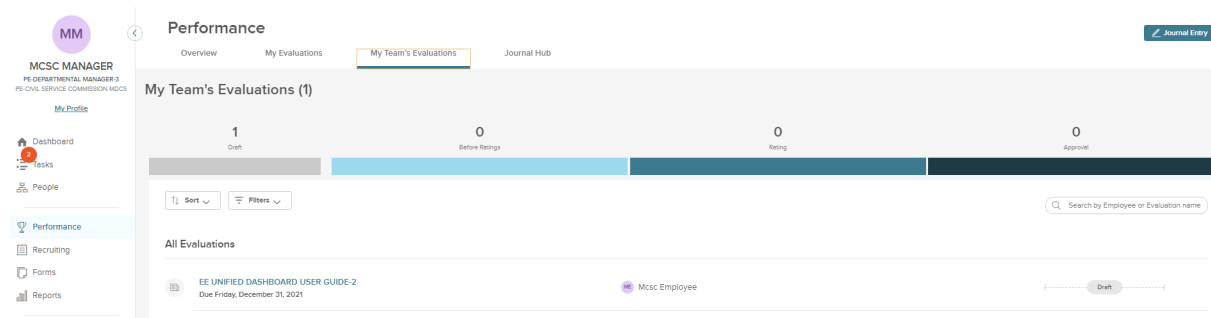 MM
MCSC MANAGER
PE-DEPARTMENTAL MANAGER-3
PE-CIVIL SERVICE COMMISSION MDCS
My Profile
Dashboard
2
Tasks
People
Performance
Recruiting
Forms
Reports
Performance
Journal Entry
Overview My Evaluations My Team's Evaluations Journal Hub
My Team's Evaluations (1)
1 0 0 0
Draft Before Ratings Rating Approval
Sort Filters
Search by Employee or Evaluation name
All Evaluations
EE UNIFIED DASHBOARD USER GUIDE-2
Due Friday, December 31, 2021
ME Mcsc Employee
Draft